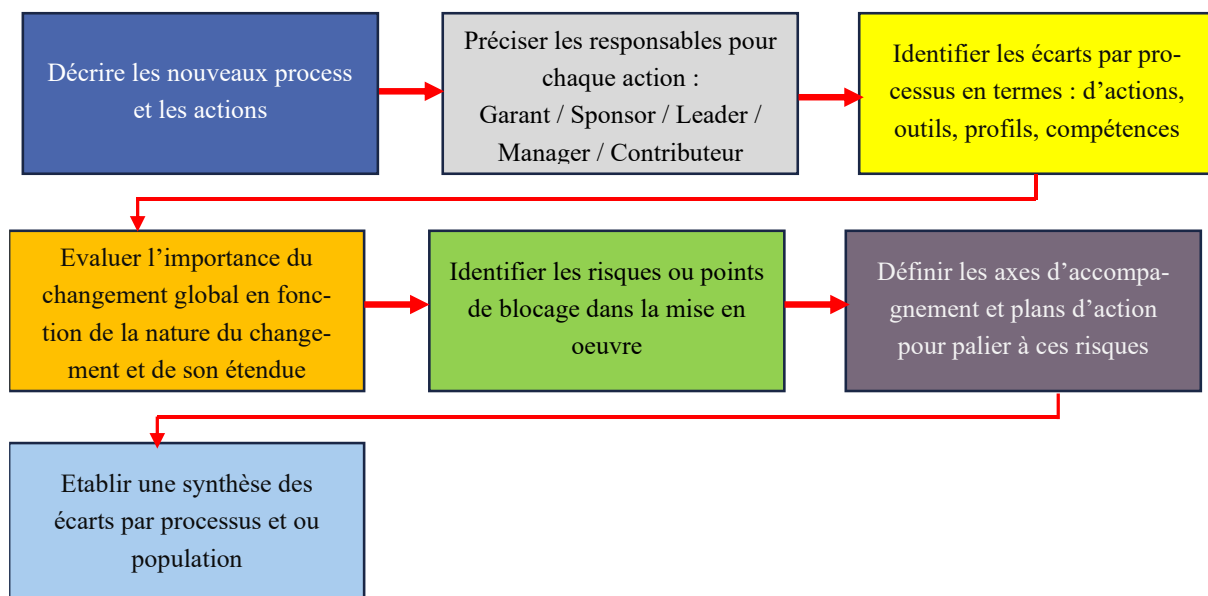 Décrire les nouveaux process
et les actions
Préciser les responsables pour
chaque action :
Garant / Sponsor / Leader /
Manager / Contributeur
Identifier les écarts par pro-
cessus en termes : d’actions,
outils, profils, compétences
Evaluer l’importance du
changement global en fonc-
tion de la nature du change-
ment et de son étendue
Identifier les risques ou points
de blocage dans la mise en
oeuvre
Définir les axes d’accompa-
gnement et plans d’action
pour palier à ces risques
Etablir une synthèse des
écarts par processus et ou
population